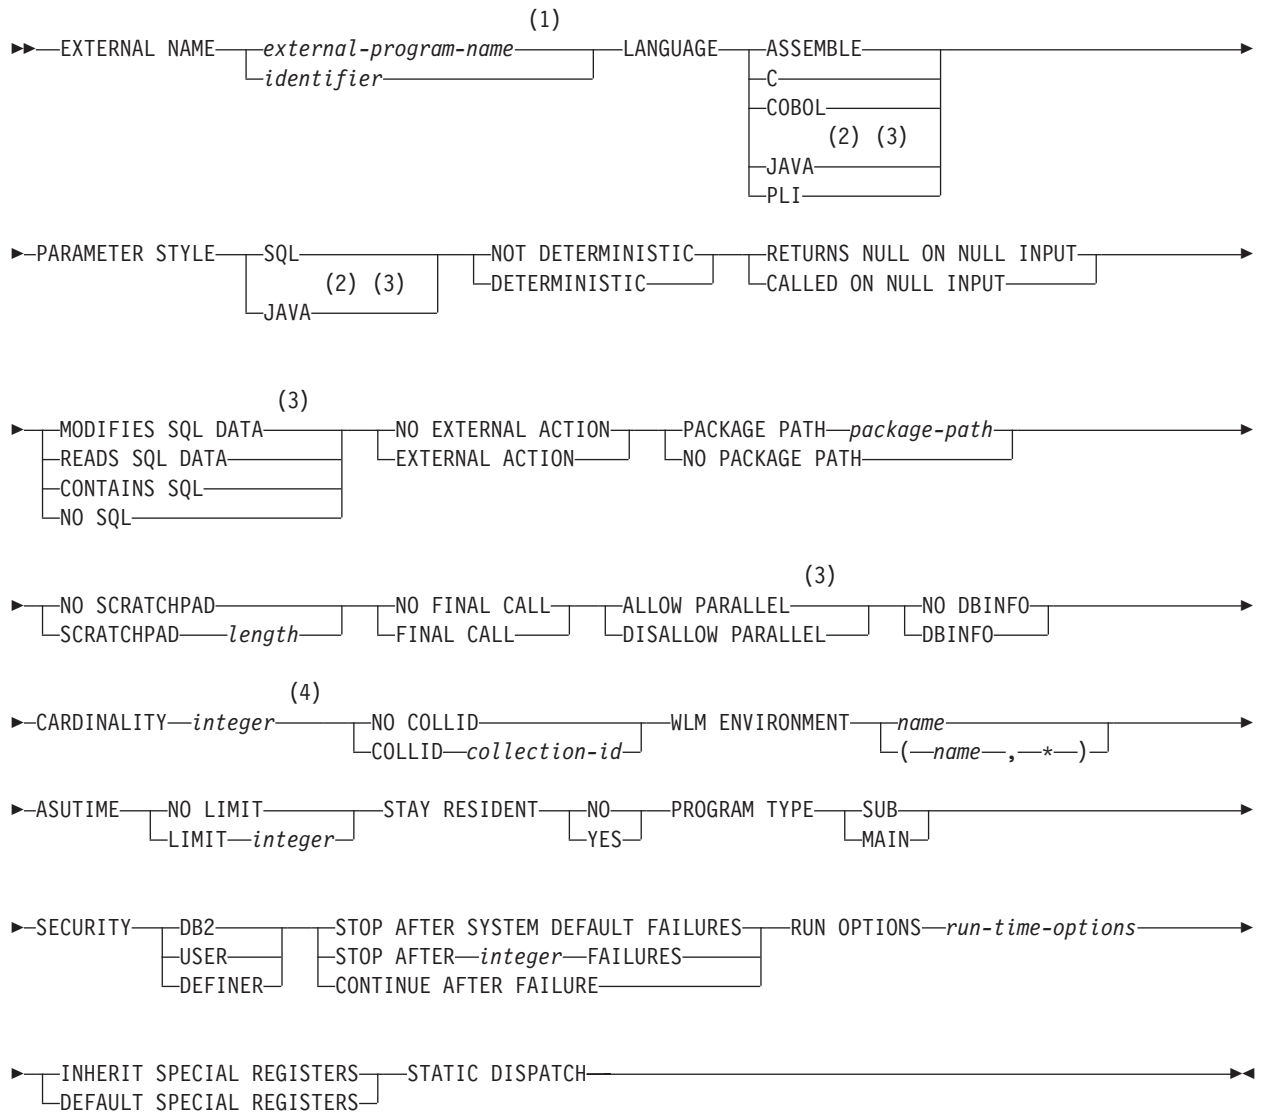 (1)
EXTERNAL NAME external-program-name LANGUAGE ASSEMBLE
identifier C
COBOL
(2) (3)
JAVA
PLI
PARAMETER STYLE SQL NOT DETERMINISTIC RETURNS NULL ON NULL INPUT
(2) (3) DETERMINISTIC CALLED ON NULL INPUT
JAVA
(3)
MODIFIES SQL DATA NO EXTERNAL ACTION PACKAGE PATH package-path
READS SQL DATA EXTERNAL ACTION NO PACKAGE PATH
CONTAINS SQL
NO SQL
(3)
NO SCRATCHPAD NO FINAL CALL ALLOW PARALLEL NO DBINFO
SCRATCHPAD length FINAL CALL DISALLOW PARALLEL DBINFO
(4)
CARDINALITY integer NO COLLID WLM ENVIRONMENT name
COLLID collection-id ( name , * )
ASUTIME NO LIMIT STAY RESIDENT NO PROGRAM TYPE SUB
LIMIT integer YES MAIN
SECURITY DB2 STOP AFTER SYSTEM DEFAULT FAILURES RUN OPTIONS run-time-options
USER STOP AFTER integer FAILURES
DEFINER CONTINUE AFTER FAILURE
INHERIT SPECIAL REGISTERS STATIC DISPATCH
DEFAULT SPECIAL REGISTERS